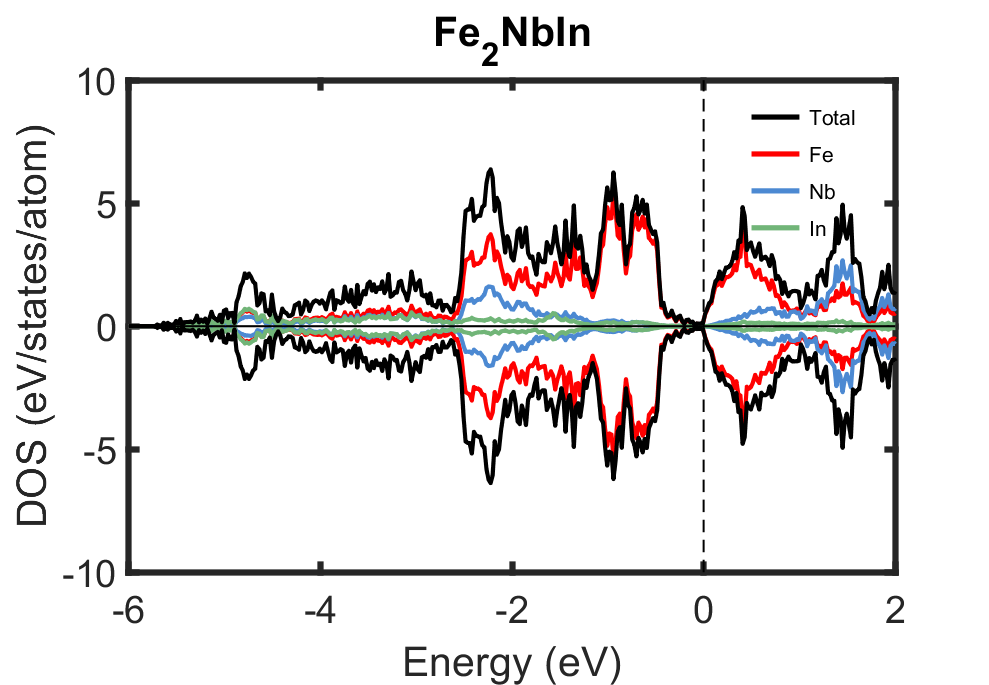 Fe₂NbIn
10
5
0
-5
-10
DOS (eV/states/atom)
Total
Fe
Nb
In
-6
-4
-2
0
2
Energy (eV)